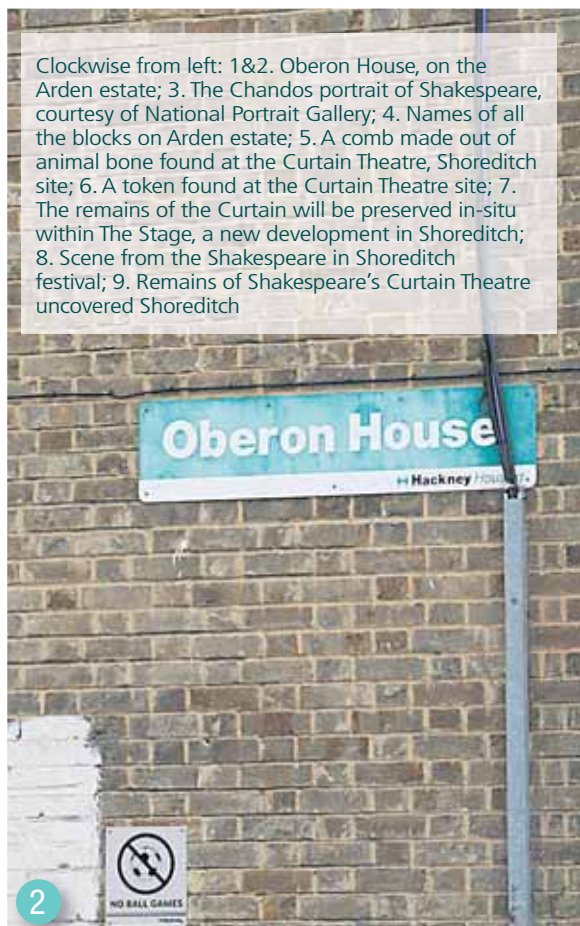 Clockwise from left: 1&2. Oberon House, on the
Arden estate; 3. The Chandos portrait of Shakespeare,
courtesy of National Portrait Gallery; 4. Names of all
the blocks on Arden estate; 5. A comb made out of
animal bone found at the Curtain Theatre, Shoreditch
site; 6. A token found at the Curtain Theatre site; 7.
The remains of the Curtain will be preserved in-situ
within The Stage, a new development in Shoreditch;
8. Scene from the Shakespeare in Shoreditch
festival; 9. Remains of Shakespeare's Curtain Theatre
uncovered Shoreditch
Oberon House
Hackney
NO BALL GAMES
2